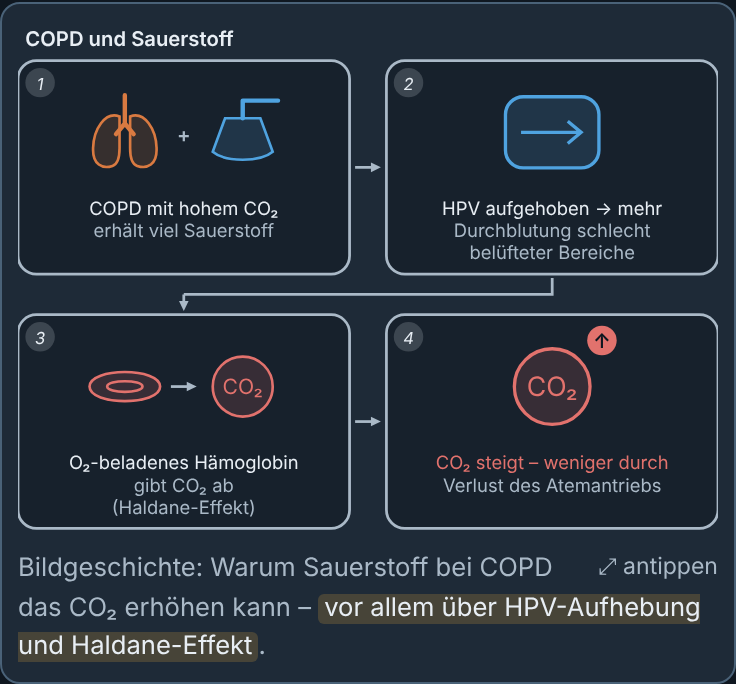 COPD und Sauerstoff
1
+
COPD mit hohem CO₂
erhält viel Sauerstoff
2
HPV aufgehoben → mehr
Durchblutung schlecht
belüfteter Bereiche
3
CO₂
O₂-beladenes Hämoglobin
gibt CO₂ ab
(Haldane-Effekt)
4
↑
CO₂
CO₂ steigt – weniger durch
Verlust des Atemantriebs
Bildgeschichte: Warum Sauerstoff bei COPD
⤢ antippen
das CO₂ erhöhen kann – vor allem über HPV-Aufhebung
und Haldane-Effekt.